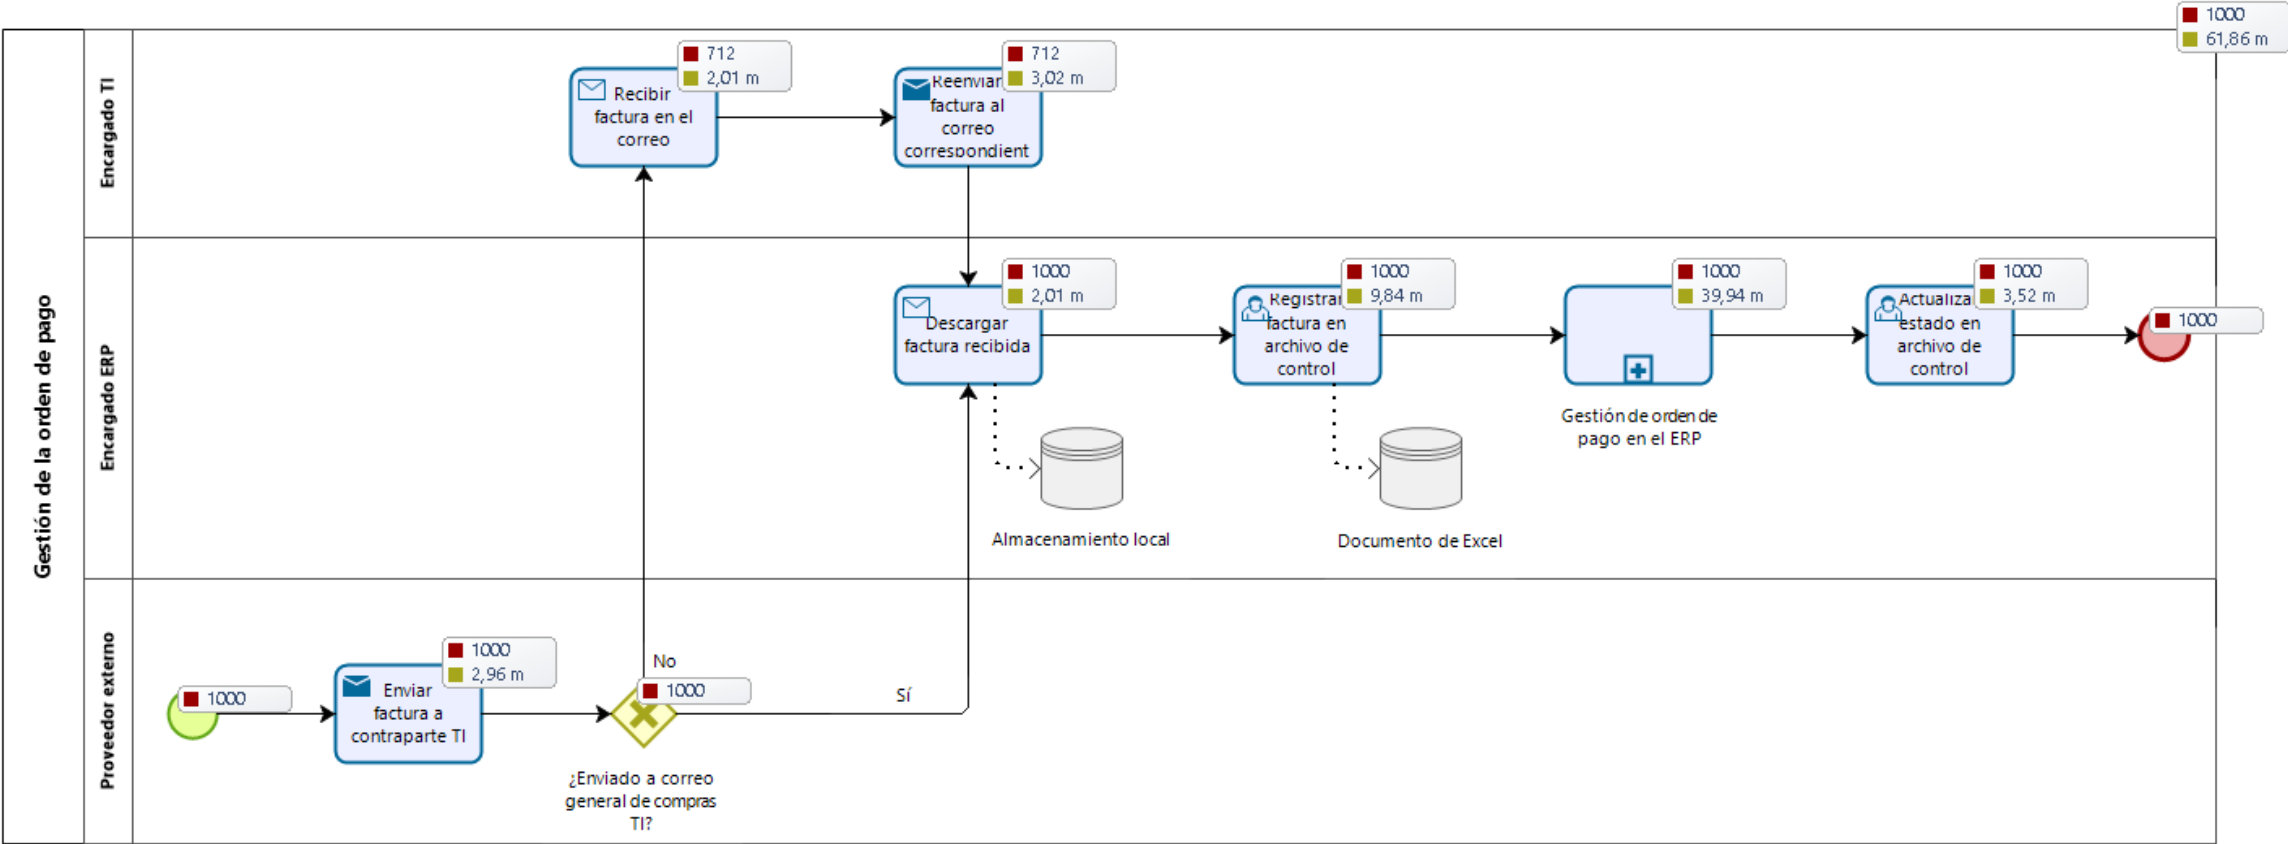 1000
61,86 m
Gestión de la orden de pago
Encargado TI
712
2,01 m
Recibir
factura en el
correo
712
3,02 m
Reenviar
factura al
correo
correspondient
Encargado ERP
1000
2,01 m
Descargar
factura recibida
Almacenamiento local
1000
9,84 m
Registrar
factura en
archivo de
control
Documento de Excel
1000
39,94 m
Gestión de orden de
pago en el ERP
1000
3,52 m
Actualiza
estado en
archivo de
control
1000
Proveedor externo
1000
1000
2,96 m
Enviar
factura a
contraparte TI
No
1000
Sí
¿Enviado a correo
general de compras
TI?